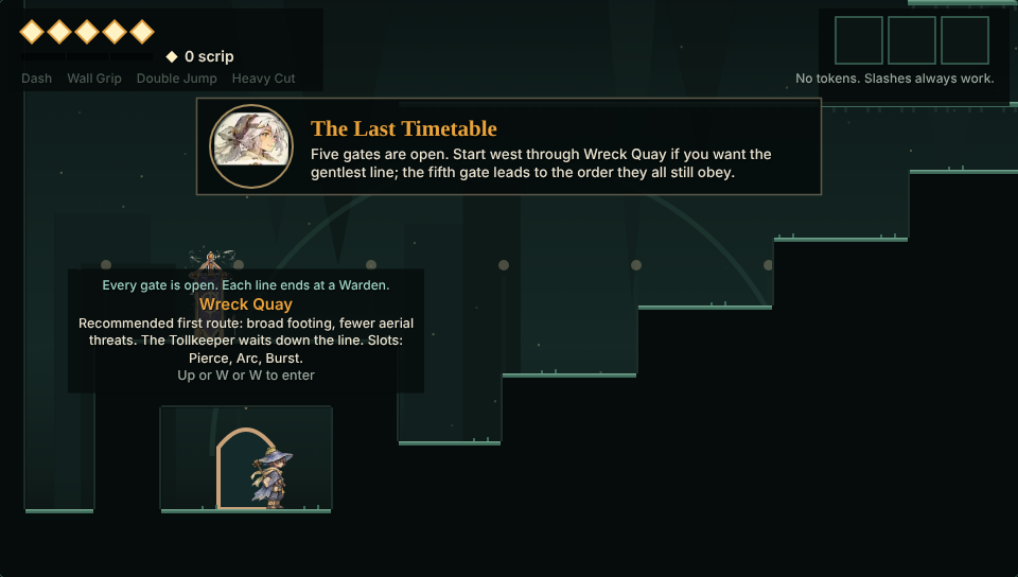 0 scrip
Dash Wall Grip Double Jump Heavy Cut
No tokens. Slashes always work.
The Last Timetable
Five gates are open. Start west through Wreck Quay if you want the
gentlest line; the fifth gate leads to the order they all still obey.
Every gate is open. Each line ends at a Warden.
Wreck Quay
Recommended first route: broad footing, fewer aerial
threats. The Tollkeeper waits down the line. Slots:
Pierce, Arc, Burst.
Up or W or W to enter